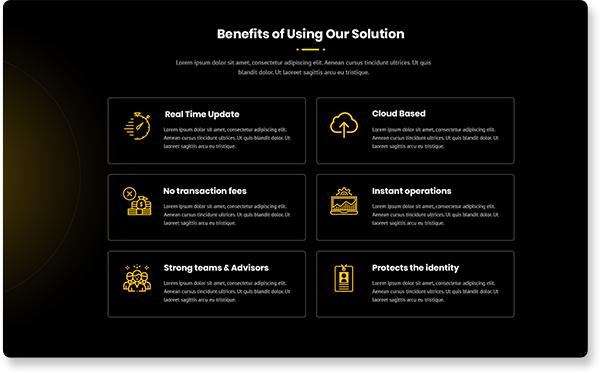 Benefits of Using Our Solution
Lorem ipsum dolor sit amet, consectetur adipiscing elit. Aenean cursus tincidunt ultrices. Ut quis
blandit dolor. Ut laoreet sagittis arcu eu tristique.
Real Time Update
Lorem ipsum dolor sit amet, consectetur adipiscing elit.
Aenean cursus tincidunt ultrices. Ut quis blandit dolor. Ut
laoreet sagittis arcu eu tristique.
Cloud Based
Lorem ipsum dolor sit amet, consectetur adipiscing elit.
Aenean cursus tincidunt ultrices. Ut quis blandit dolor. Ut
laoreet sagittis arcu eu tristique.
No transaction fees
Lorem ipsum dolor sit amet, consectetur adipiscing elit.
Aenean cursus tincidunt ultrices. Ut quis blandit dolor. Ut
laoreet sagittis arcu eu tristique.
Instant operations
Lorem ipsum dolor sit amet, consectetur adipiscing elit.
Aenean cursus tincidunt ultrices. Ut quis blandit dolor. Ut
laoreet sagittis arcu eu tristique.
Strong teams & Advisors
Lorem ipsum dolor sit amet, consectetur adipiscing elit.
Aenean cursus tincidunt ultrices. Ut quis blandit dolor. Ut
laoreet sagittis arcu eu tristique.
Protects the identity
Lorem ipsum dolor sit amet, consectetur adipiscing elit.
Aenean cursus tincidunt ultrices. Ut quis blandit dolor. Ut
laoreet sagittis arcu eu tristique.